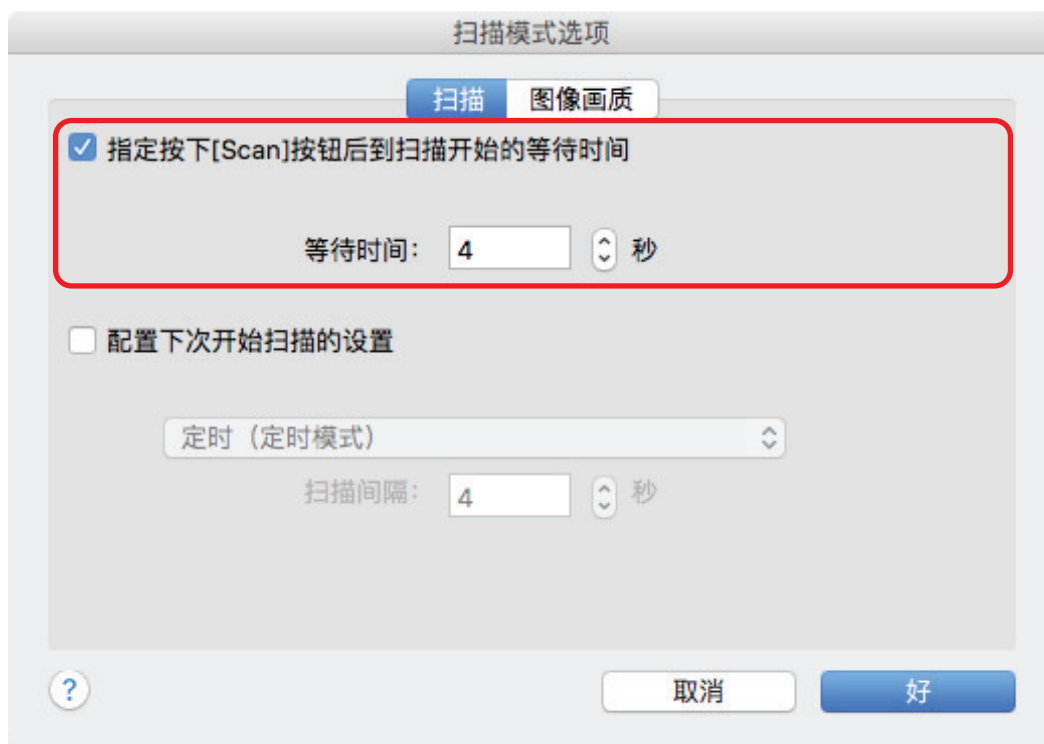 扫描模式选项
扫描 图像画质
指定按下[Scan]按钮后到扫描开始的等待时间
等待时间： 4 秒
配置下次开始扫描的设置
定时（定时模式）
扫描间隔： 4 秒
? 取消 好